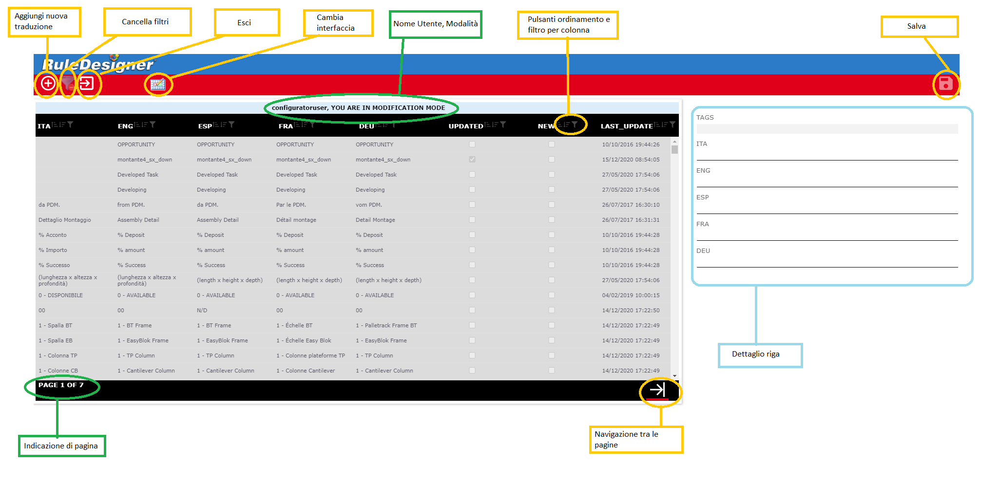 Aggiungi nuova
traduzione
Cancella filtri
Esci
Cambia
interfaccia
Nome Utente, Modalità
Pulsanti ordinamento e
filtro per colonna
Salva
RuleDesigner
configuratoruser, YOU ARE IN MODIFICATION MODE
ITA ENG ESP FRA DEU UPDATED NEW LAST_UPDATE
OPPORTUNITY OPPORTUNITY OPPORTUNITY OPPORTUNITY 10/10/2016 19:44:26
montante4_sx_down montante4_sx_down montante4_sx_down montante4_sx_down 15/12/2020 08:54:05
Developed Task Developed Task Developed Task Developed Task 27/05/2020 17:54:06
Developing Developing Developing Developing 27/05/2020 17:54:06
da PDM. from PDM. da PDM. Par le PDM. vom PDM. 26/07/2017 16:30:10
Dettaglio Montaggio Assembly Detail Assembly Detail Détail montage Detail Montage 26/07/2017 16:31:31
% Acconto % Deposit % Deposit % Deposit % Deposit 10/10/2016 19:44:28
% Importo % amount % amount % amount % amount 10/10/2016 19:44:28
% Successo % Success % Success % Success % Success 10/10/2016 19:44:28
(lunghezza x altezza x profondità) (lunghezza x altezza x profondità) (length x height x depth) (length x height x depth) (length x height x depth) 27/05/2020 17:54:06
0 - DISPONIBILE 0 - AVAILABLE 0 - AVAILABLE 0 - AVAILABLE 0 - AVAILABLE 04/02/2019 10:00:15
00 00 N/D 00 00 14/12/2020 17:22:50
1 - Spalla BT 1 - BT Frame 1 - BT Frame 1 - Échelle BT 1 - Palletrack Frame BT 14/12/2020 17:22:49
1 - Spalla EB 1 - EasyBlok Frame 1 - EasyBlok Frame 1 - Échelle Easy Blok 1 - EasyBlok Frame 14/12/2020 17:22:49
1 - Colonna TP 1 - TP Column 1 - TP Column 1 - Colonne plateforme TP 1 - TP Column 14/12/2020 17:22:49
1 - Colonne CB 1 - Cantilever Column 1 - Cantilever Column 1 - Colonne Cantilever 1 - Cantilever Column 14/12/2020 17:22:49
PAGE 1 OF 7
TAGS
ITA
ENG
ESP
FRA
DEU
Dettaglio riga
Indicazione di pagina
Navigazione tra le
pagine